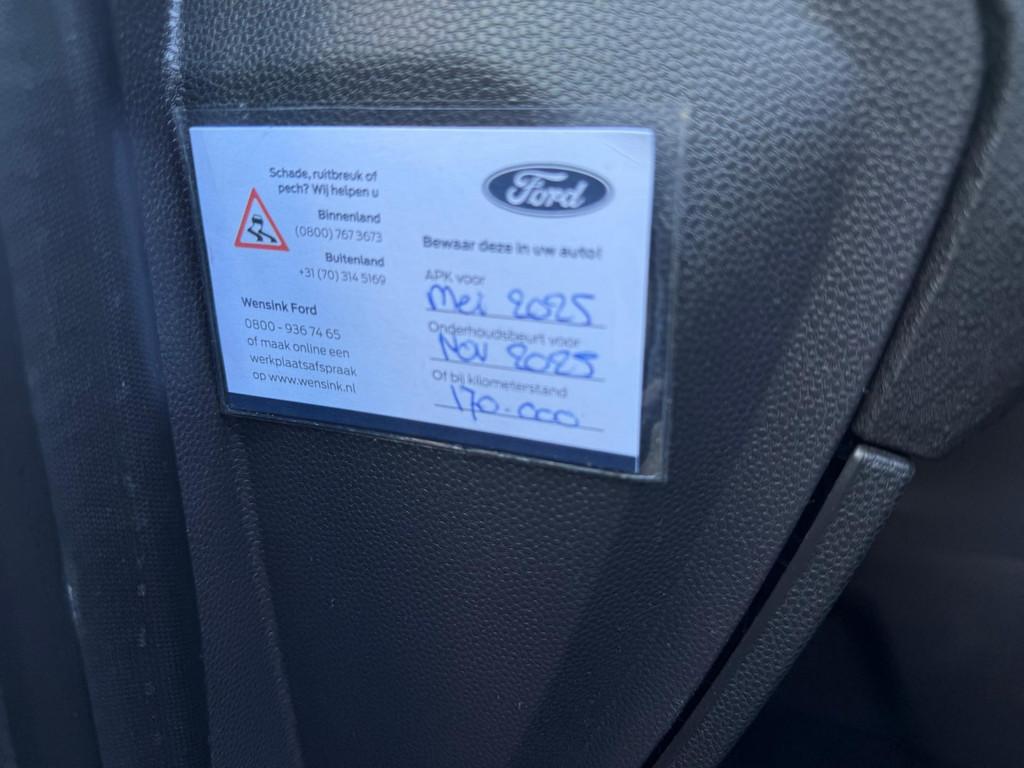 Schade, ruitbreuk of
pech? Wij helpen u
Binnenland
(0800) 767 3673
Buitenland
+31 (70) 314 5169
Wensink Ford
0800 - 936 74 65
of maak online een
werkplaatsafspraak
op www.wensink.nl
Ford
Bewaar deze in uw auto!
APK voor
Mei 2025
Onderhoudsbeurt voor
Nov 2025
Of bij kilometerstand
170.000